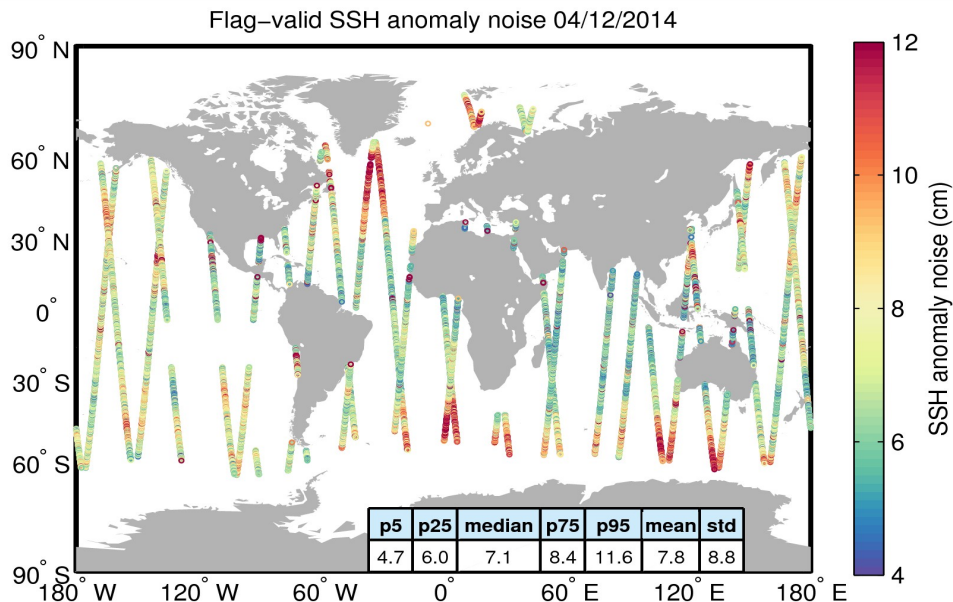 Flag−valid SSH anomaly noise 04/12/2014
90° N
60° N
30° N
0°
30° S
60° S
90° S
180° W
120° W
60° W
0°
60° E
120° E
180° E
p5 p25 median p75 p95 mean std
4.7 6.0 7.1 8.4 11.6 7.8 8.8
12
10
8
6
4
SSH anomaly noise (cm)